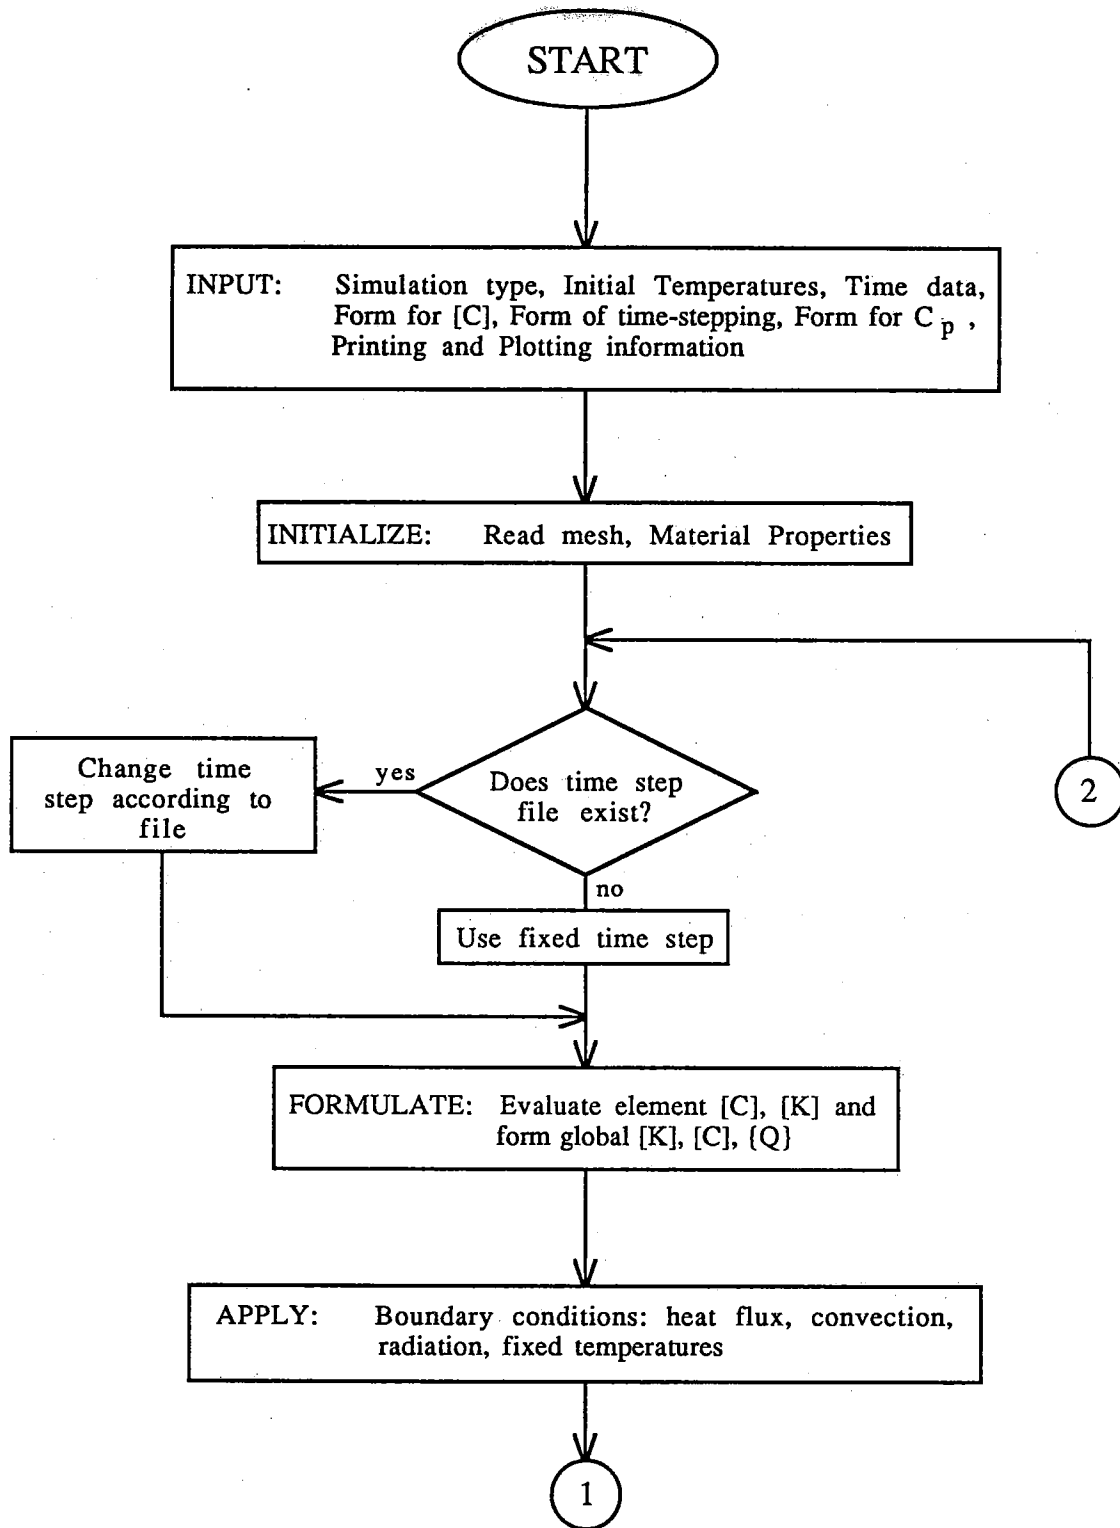 START
INPUT: Simulation type, Initial Temperatures, Time data,
Form for [C], Form of time-stepping, Form for C p ,
Printing and Plotting information
INITIALIZE: Read mesh, Material Properties
Change time
step according to
file
yes
Does time step
file exist?
2
no
Use fixed time step
FORMULATE: Evaluate element [C], [K] and
form global [K], [C], {Q}
APPLY: Boundary conditions: heat flux, convection,
radiation, fixed temperatures
1